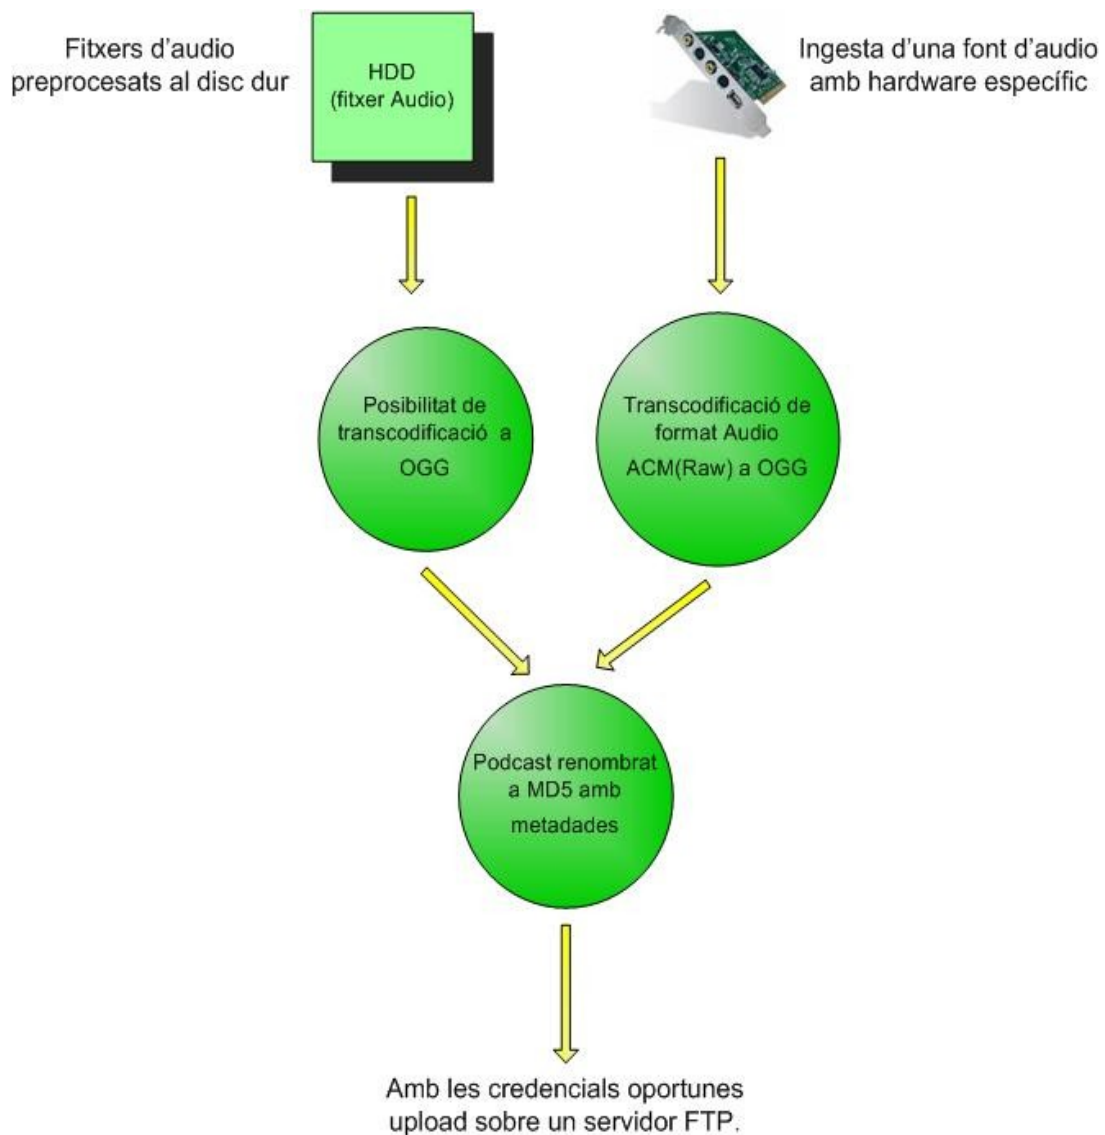 Fitxers d'audio
preprocesats al disc dur
HDD
(fitxer Audio)
Ingesta d'una font d'audio
amb hardware específic
Posibilitat de
transcodificació a
OGG
Transcodificació de
format Audio
ACM(Raw) a OGG
Podcast renombrat
a MD5 amb
metadades
Amb les credencials oportunes
upload sobre un servidor FTP.